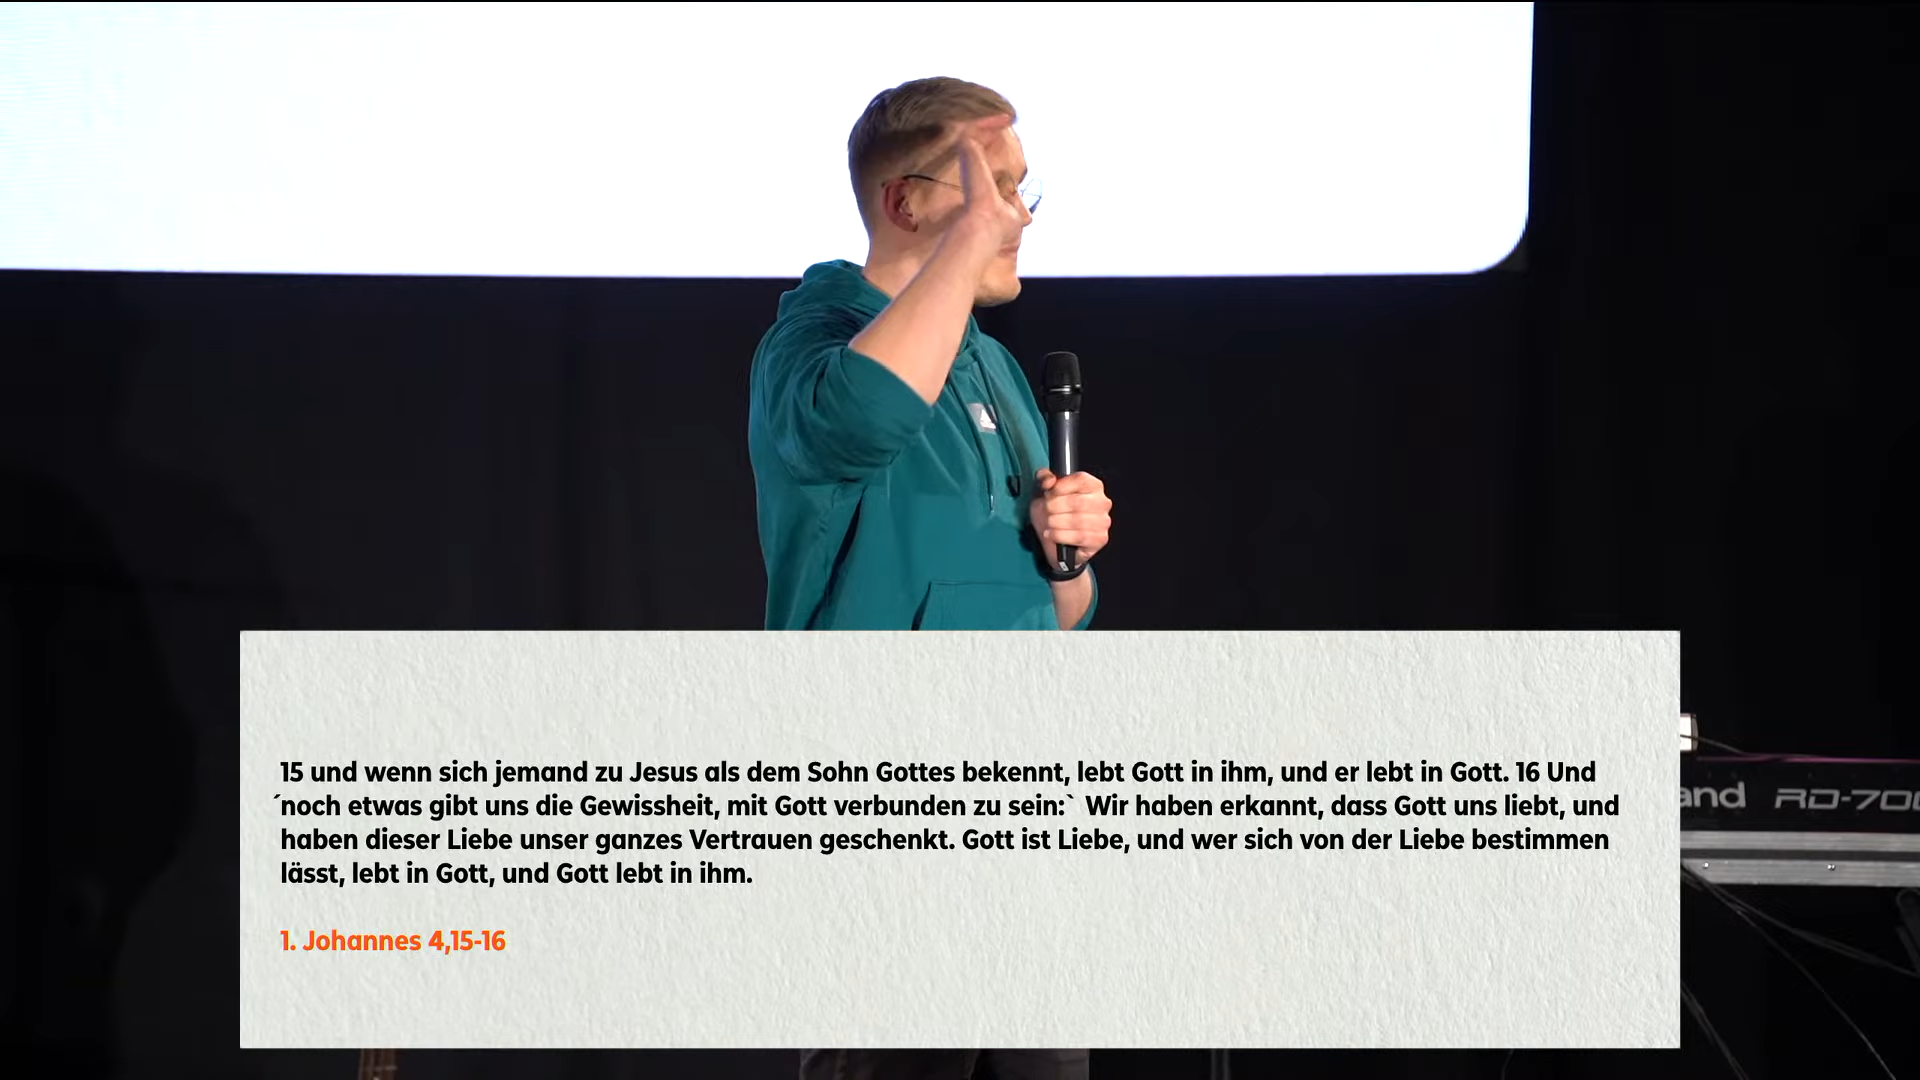 15 und wenn sich jemand zu Jesus als dem Sohn Gottes bekennt, lebt Gott in ihm, und er lebt in Gott. 16 Und
´noch etwas gibt uns die Gewissheit, mit Gott verbunden zu sein:` Wir haben erkannt, dass Gott uns liebt, und
haben dieser Liebe unser ganzes Vertrauen geschenkt. Gott ist Liebe, und wer sich von der Liebe bestimmen
lässt, lebt in Gott, und Gott lebt in ihm.
1. Johannes 4,15-16